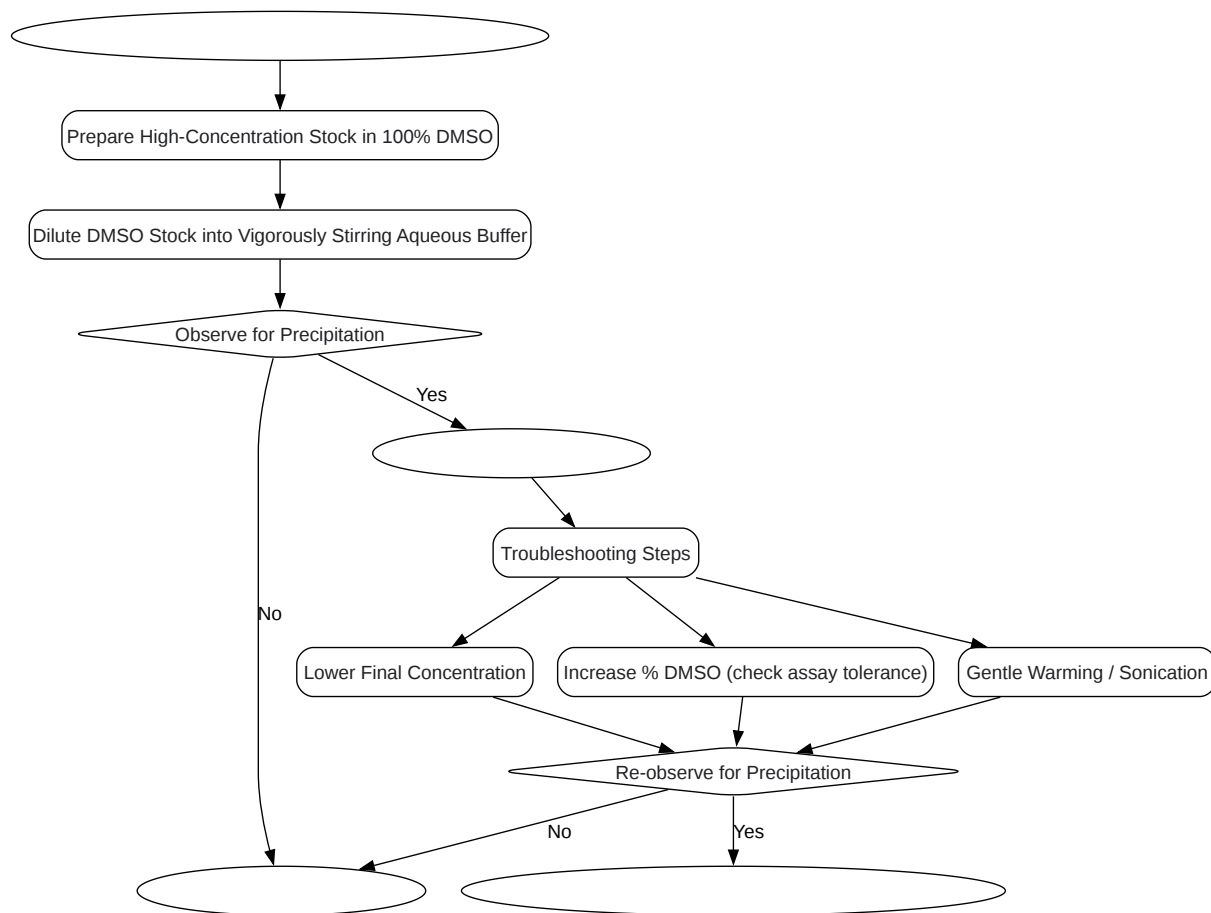 Prepare High-Concentration Stock in 100% DMSO
Dilute DMSO Stock into Vigorously Stirring Aqueous Buffer
Observe for Precipitation
Yes
Troubleshooting Steps
No
Lower Final Concentration
Increase % DMSO (check assay tolerance)
Gentle Warming / Sonication
Re-observe for Precipitation
No
Yes